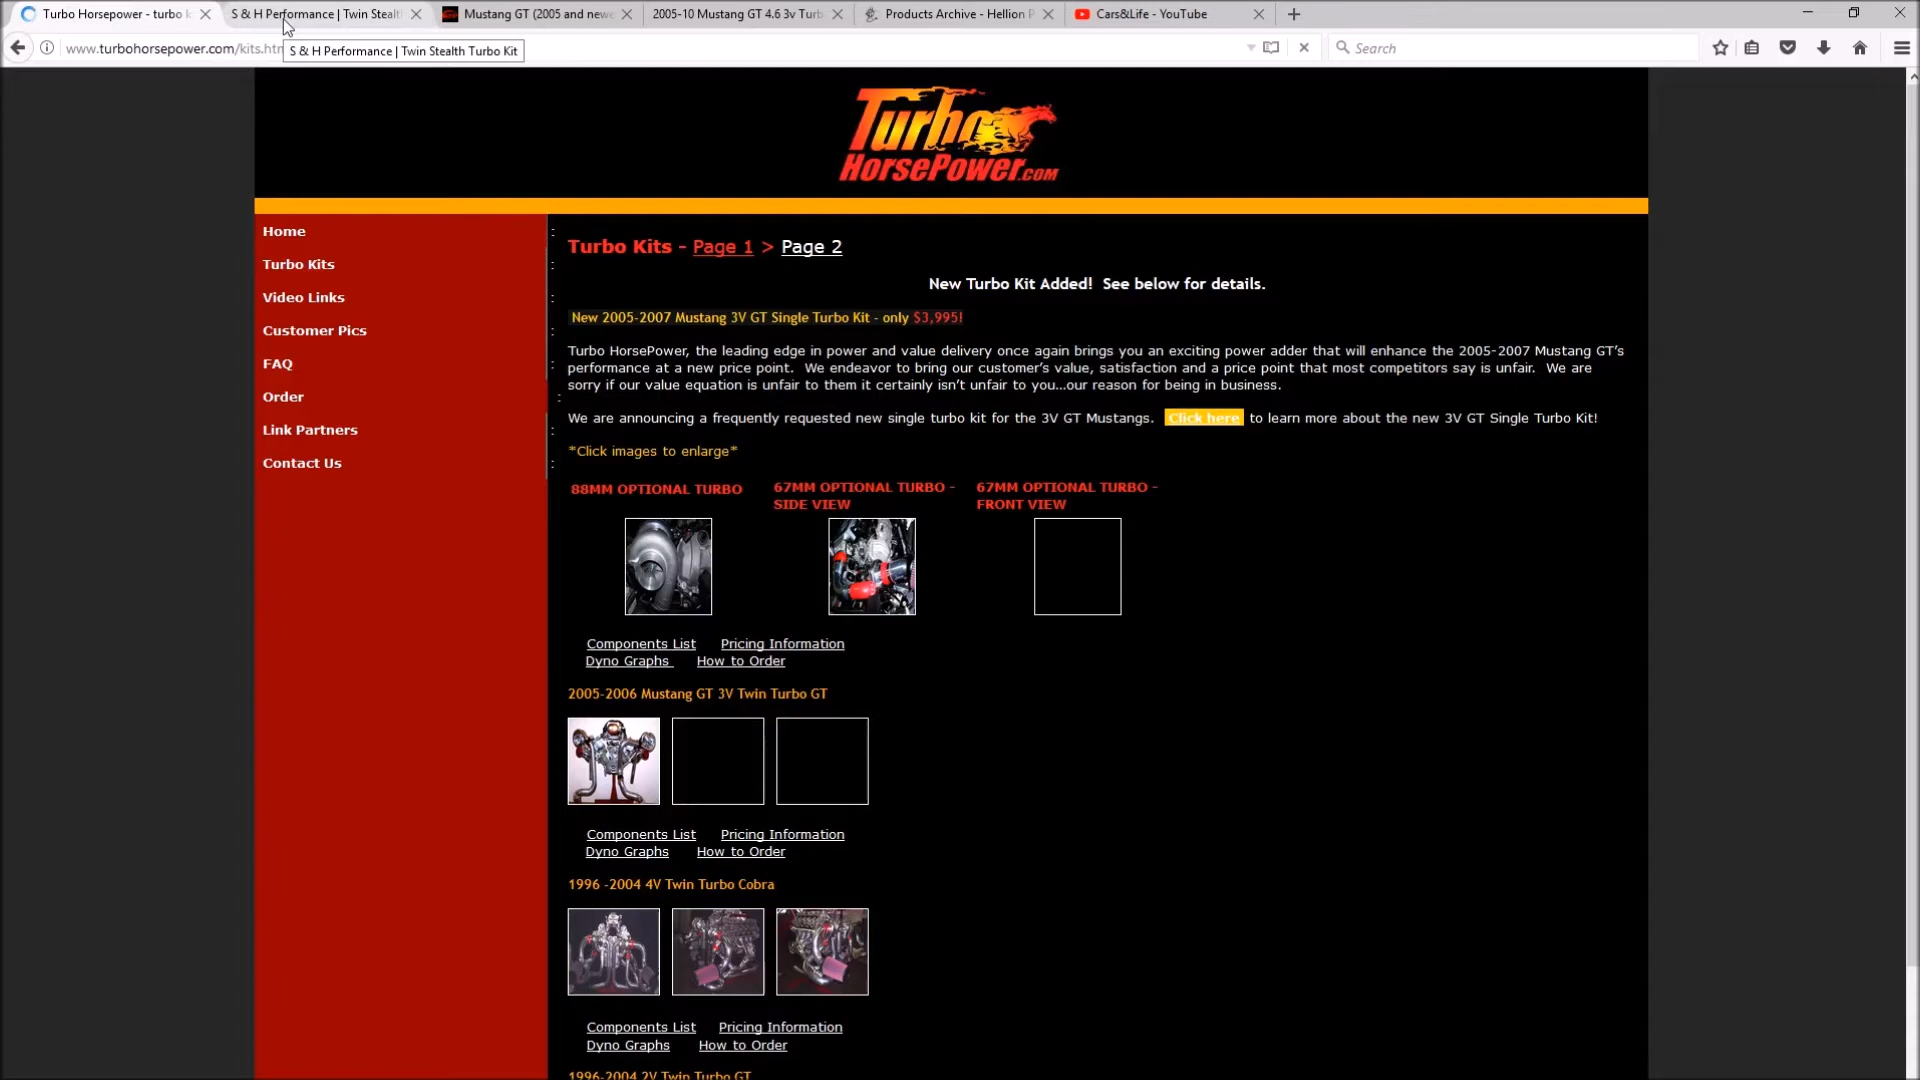 Turbo Horsepower - turbo k
S & H Performance | Twin Stealt
Mustang GT (2005 and newe
2005-10 Mustang GT 4.6 3v Turb
Products Archive - Hellion P
Cars&Life - YouTube
www.turbohorsepower.com/kits.htm
Search
S & H Performance | Twin Stealth Turbo Kit
Turbo
HorsePower.com
Home
Turbo Kits
Video Links
Customer Pics
FAQ
Order
Link Partners
Contact Us
Turbo Kits - Page 1 > Page 2
New Turbo Kit Added! See below for details.
New 2005-2007 Mustang 3V GT Single Turbo Kit - only $3,995!
Turbo HorsePower, the leading edge in power and value delivery once again brings you an exciting power adder that will enhance the 2005-2007 Mustang GT's
performance at a new price point. We endeavor to bring our customer's value, satisfaction and a price point that most competitors say is unfair. We are
sorry if our value equation is unfair to them it certainly isn't unfair to you...our reason for being in business.
We are announcing a frequently requested new single turbo kit for the 3V GT Mustangs. Click here to learn more about the new 3V GT Single Turbo Kit!
*Click images to enlarge*
88MM OPTIONAL TURBO
67MM OPTIONAL TURBO -
SIDE VIEW
67MM OPTIONAL TURBO -
FRONT VIEW
Components List Pricing Information
Dyno Graphs How to Order
2005-2006 Mustang GT 3V Twin Turbo GT
Components List Pricing Information
Dyno Graphs How to Order
1996 -2004 4V Twin Turbo Cobra
Components List Pricing Information
Dyno Graphs How to Order
1996-2004 2V Twin Turbo GT